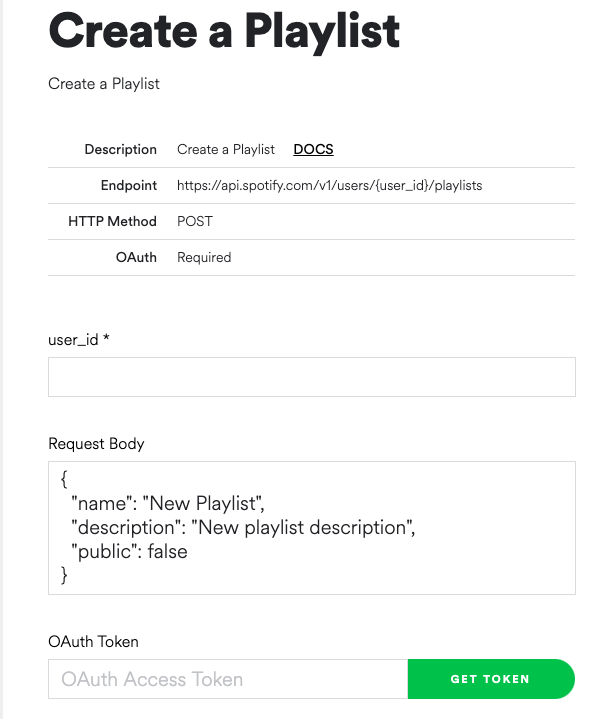 Create a Playlist
Create a Playlist
Description Create a Playlist DOCS
Endpoint https://api.spotify.com/v1/users/{user_id}/playlists
HTTP Method POST
OAuth Required
user_id *
Request Body
{
"name": "New Playlist",
"description": "New playlist description",
"public": false
}
OAuth Token
OAuth Access Token GET TOKEN